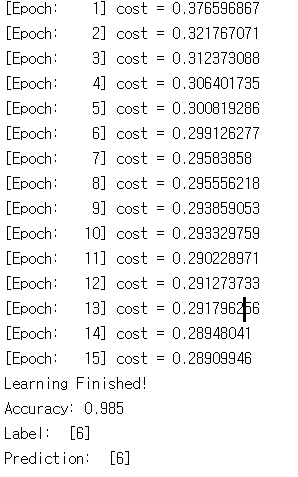 [Epoch:    1] cost = 0.376596867
[Epoch:    2] cost = 0.321767071
[Epoch:    3] cost = 0.312373088
[Epoch:    4] cost = 0.306401735
[Epoch:    5] cost = 0.300819286
[Epoch:    6] cost = 0.299126277
[Epoch:    7] cost = 0.29583858
[Epoch:    8] cost = 0.295556218
[Epoch:    9] cost = 0.293859053
[Epoch:   10] cost = 0.293329759
[Epoch:   11] cost = 0.290228971
[Epoch:   12] cost = 0.291273733
[Epoch:   13] cost = 0.291796256
[Epoch:   14] cost = 0.28948041
[Epoch:   15] cost = 0.28909946
Learning Finished!
Accuracy: 0.985
Label:  [6]
Prediction:  [6]